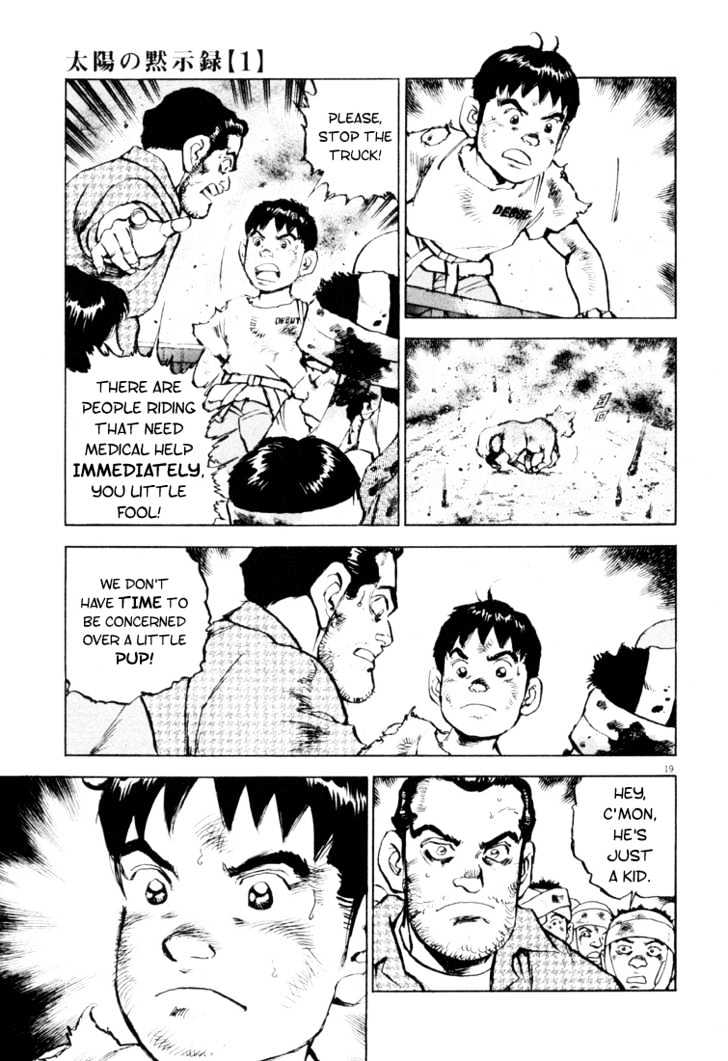 太陽の黙示録【1】
PLEASE,
STOP THE
TRUCK!
THERE ARE
PEOPLE RIDING
THAT NEED
MEDICAL HELP
IMMEDIATELY,
YOU LITTLE
FOOL!
WE DON'T
HAVE TIME TO
BE CONCERNED
OVER A LITTLE
PUP!
19
HEY,
C'MON,
HE'S
JUST
A KID.